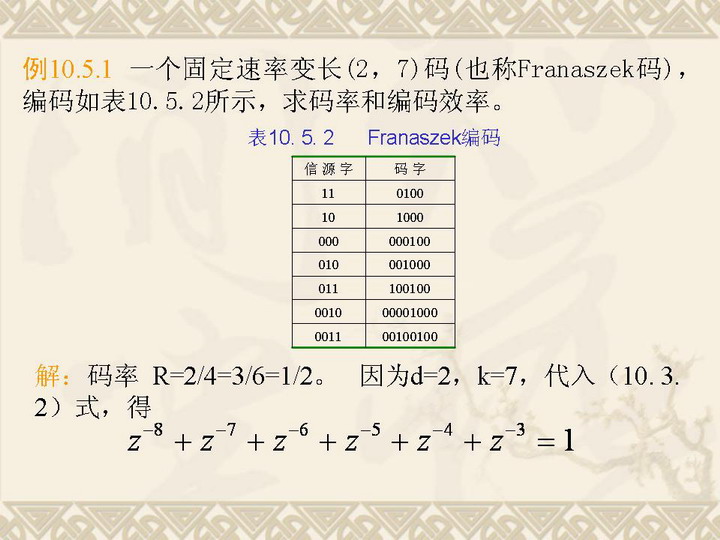 例10.5.1 一个固定速率变长(2，7)码(也称Franaszek码)，
编码如表10.5.2所示，求码率和编码效率。
表10.5.2 Franaszek编码
信源字 码字
11 0100
10 1000
000 000100
010 001000
011 100100
0010 00001000
0011 00100100
解：码率 R=2/4=3/6=1/2。 因为d=2，k=7，代入（10.3.
2）式，得
z⁻⁸ + z⁻⁷ + z⁻⁶ + z⁻⁵ + z⁻⁴ + z⁻³ = 1